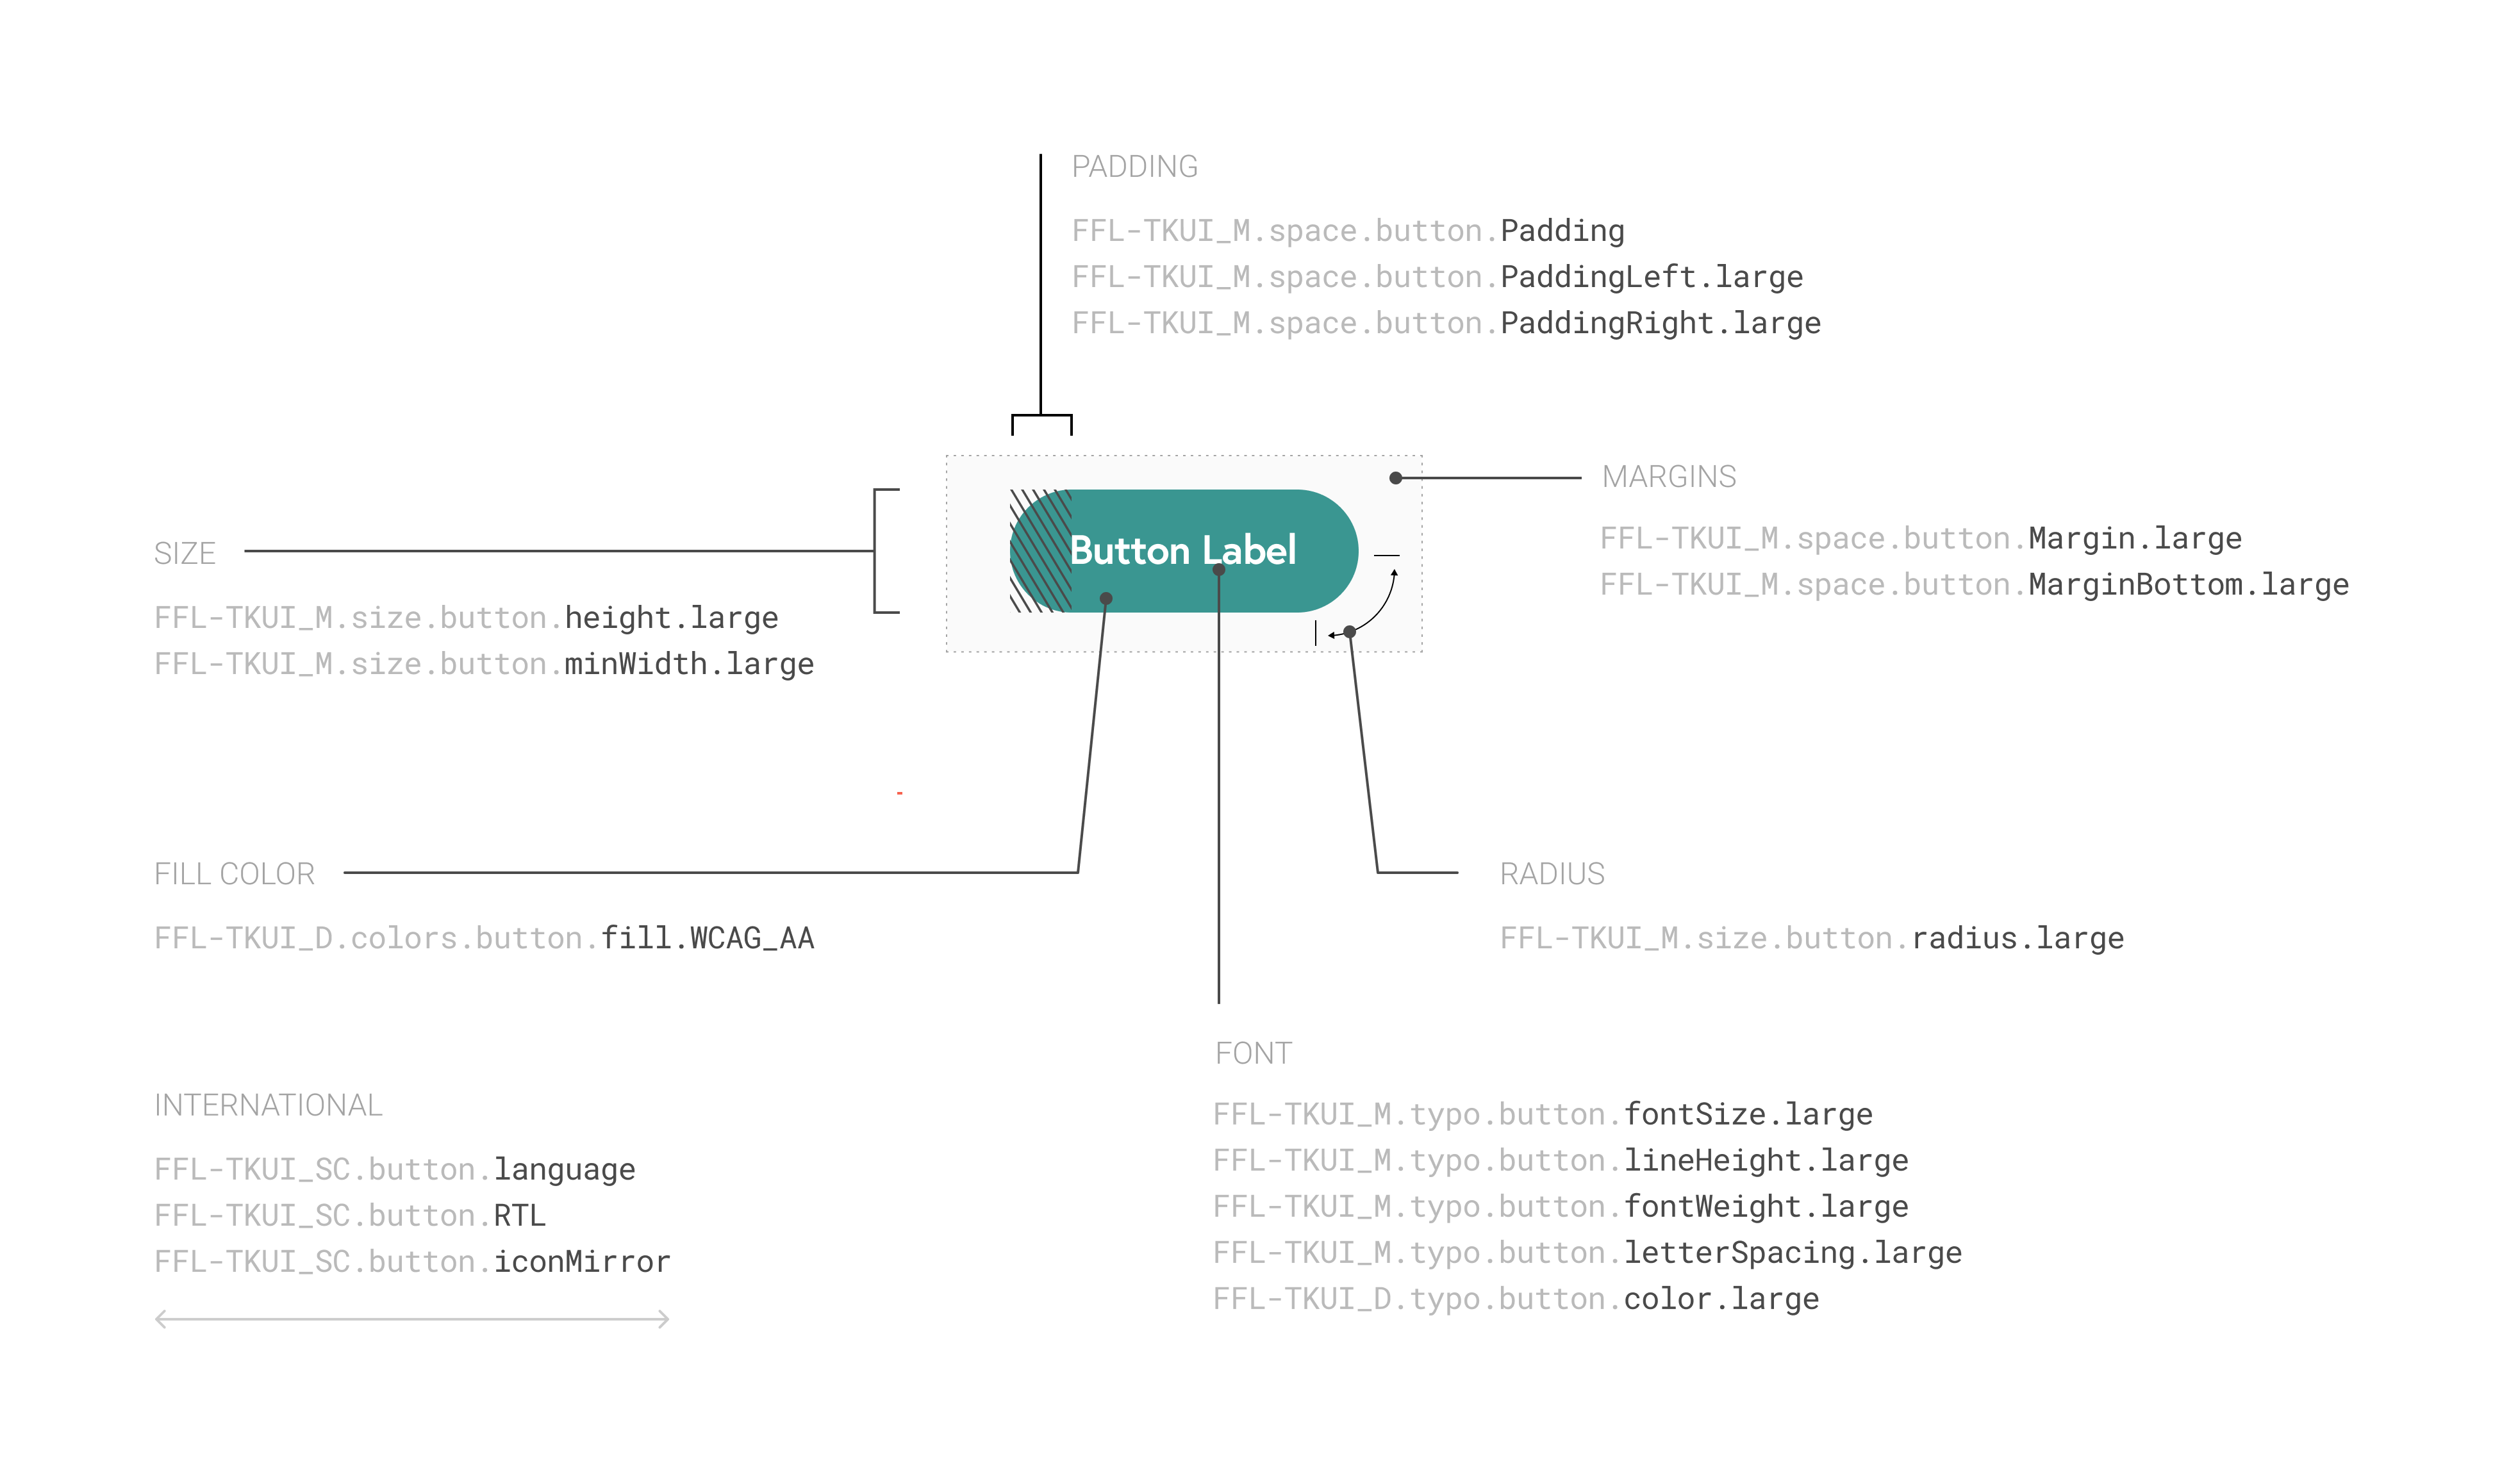 PADDING
FFL-TKUI_M.space.button.Padding
FFL-TKUI_M.space.button.PaddingLeft.large
FFL-TKUI_M.space.button.PaddingRight.large
MARGINS
FFL-TKUI_M.space.button.Margin.large
FFL-TKUI_M.space.button.MarginBottom.large
Button Label
SIZE
FFL-TKUI_M.size.button.height.large
FFL-TKUI_M.size.button.minWidth.large
FILL COLOR
FFL-TKUI_D.colors.button.fill.WCAG_AA
RADIUS
FFL-TKUI_M.size.button.radius.large
INTERNATIONAL
FFL-TKUI_SC.button.language
FFL-TKUI_SC.button.RTL
FFL-TKUI_SC.button.iconMirror
FONT
FFL-TKUI_M.typo.button.fontSize.large
FFL-TKUI_M.typo.button.lineHeight.large
FFL-TKUI_M.typo.button.fontWeight.large
FFL-TKUI_M.typo.button.letterSpacing.large
FFL-TKUI_D.typo.button.color.large